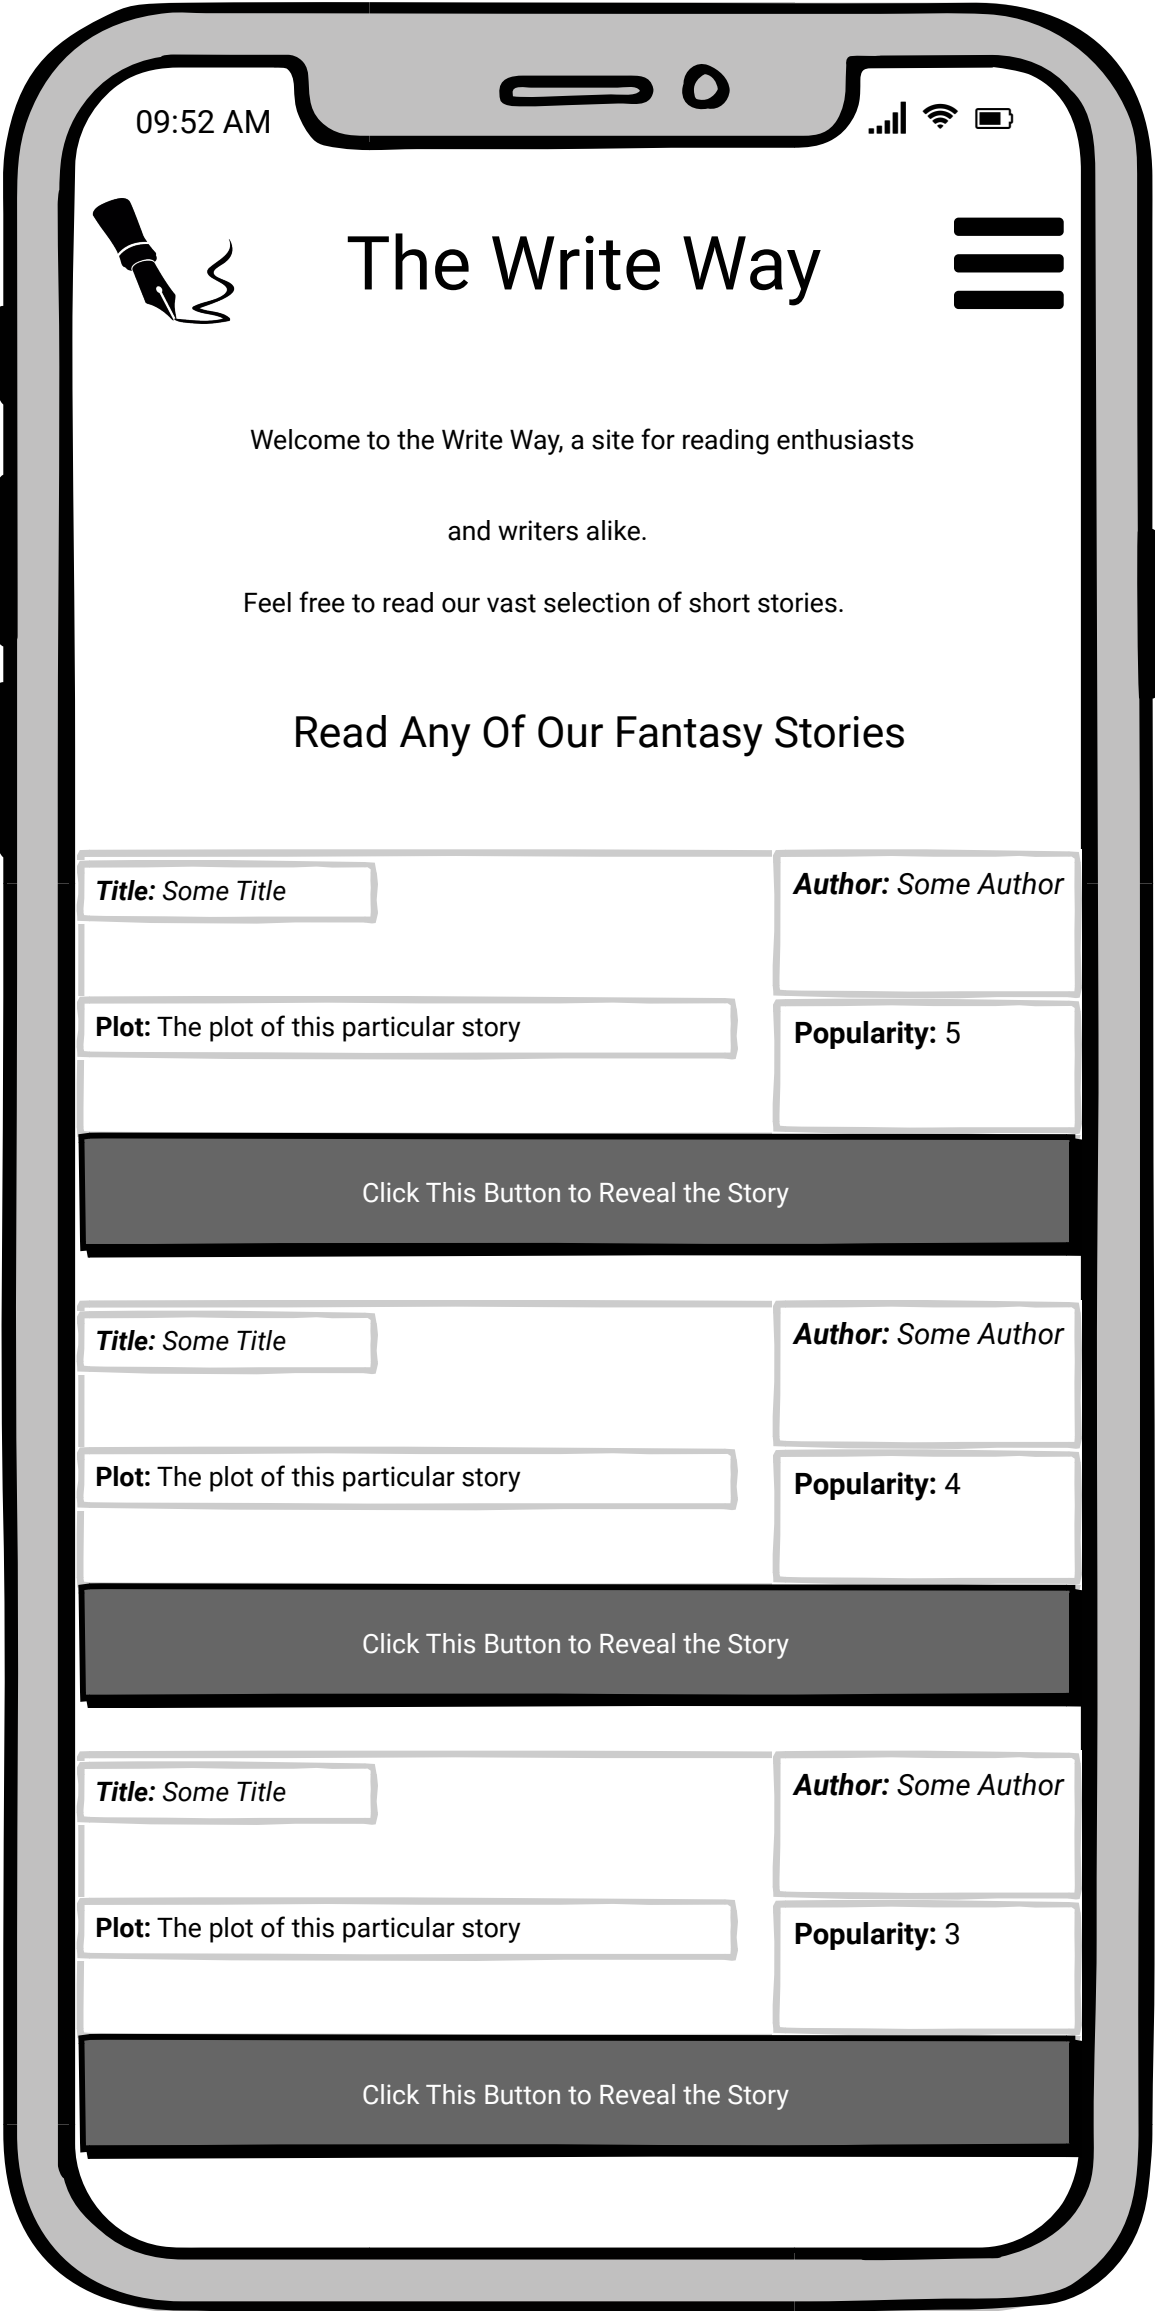 09:52 AM
The Write Way
Welcome to the Write Way, a site for reading enthusiasts
and writers alike.
Feel free to read our vast selection of short stories.
Read Any Of Our Fantasy Stories
Title: Some Title
Author: Some Author
Plot: The plot of this particular story
Popularity: 5
Click This Button to Reveal the Story
Title: Some Title
Author: Some Author
Plot: The plot of this particular story
Popularity: 4
Click This Button to Reveal the Story
Title: Some Title
Author: Some Author
Plot: The plot of this particular story
Popularity: 3
Click This Button to Reveal the Story